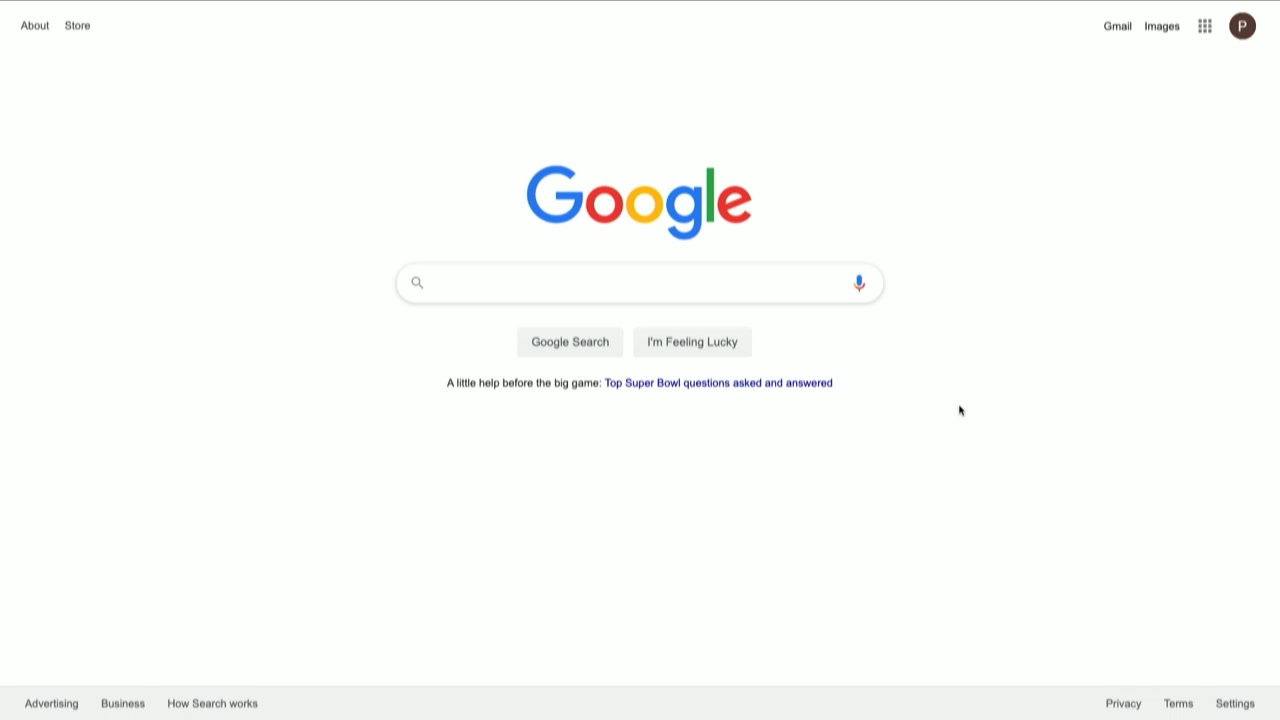 About Store
Gmail Images
P
Google
Google Search I'm Feeling Lucky
A little help before the big game: Top Super Bowl questions asked and answered
Advertising Business How Search works
Privacy Terms Settings